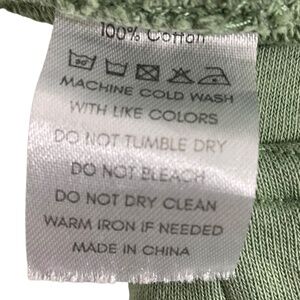 100% Cotton
MACHINE COLD WASH
WITH LIKE COLORS
DO NOT TUMBLE DRY
DO NOT BLEACH
DO NOT DRY CLEAN
WARM IRON IF NEEDED
MADE IN CHINA